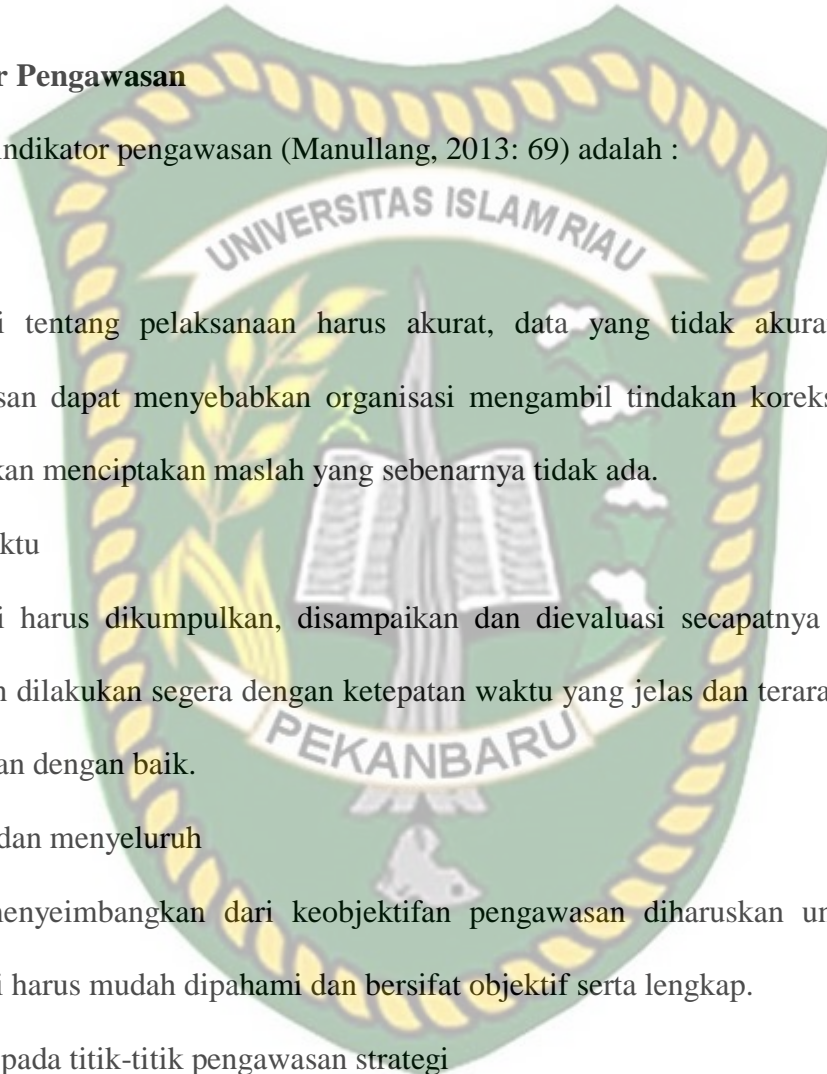 r Pengawasan
indikator pengawasan (Manullang, 2013: 69) adalah :
UNIVERSITAS ISLAM RIAU
i tentang pelaksanaan harus akurat, data yang tidak akura
san dapat menyebabkan organisasi mengambil tindakan koreks
kan menciptakan maslah yang sebenarnya tidak ada.
ktu
i harus dikumpulkan, disampaikan dan dievaluasi secapatnya
n dilakukan segera dengan ketepatan waktu yang jelas dan terara
PEKANBARU
an dengan baik.
dan menyeluruh
menyeimbangkan dari keobjektifan pengawasan diharuskan un
i harus mudah dipahami dan bersifat objektif serta lengkap.
pada titik-titik pengawasan strategi